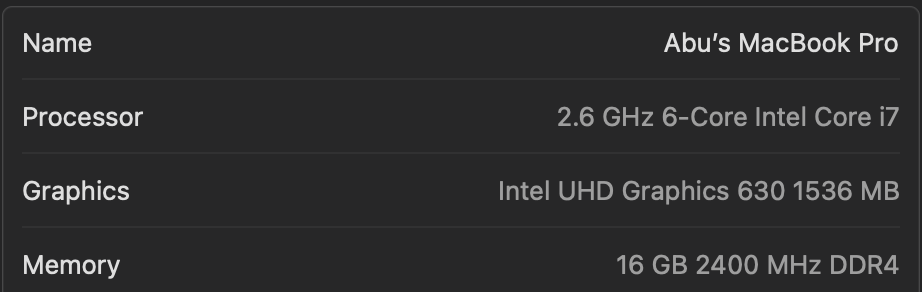 Name Abu’s MacBook Pro
Processor 2.6 GHz 6-Core Intel Core i7
Graphics Intel UHD Graphics 630 1536 MB
Memory 16 GB 2400 MHz DDR4